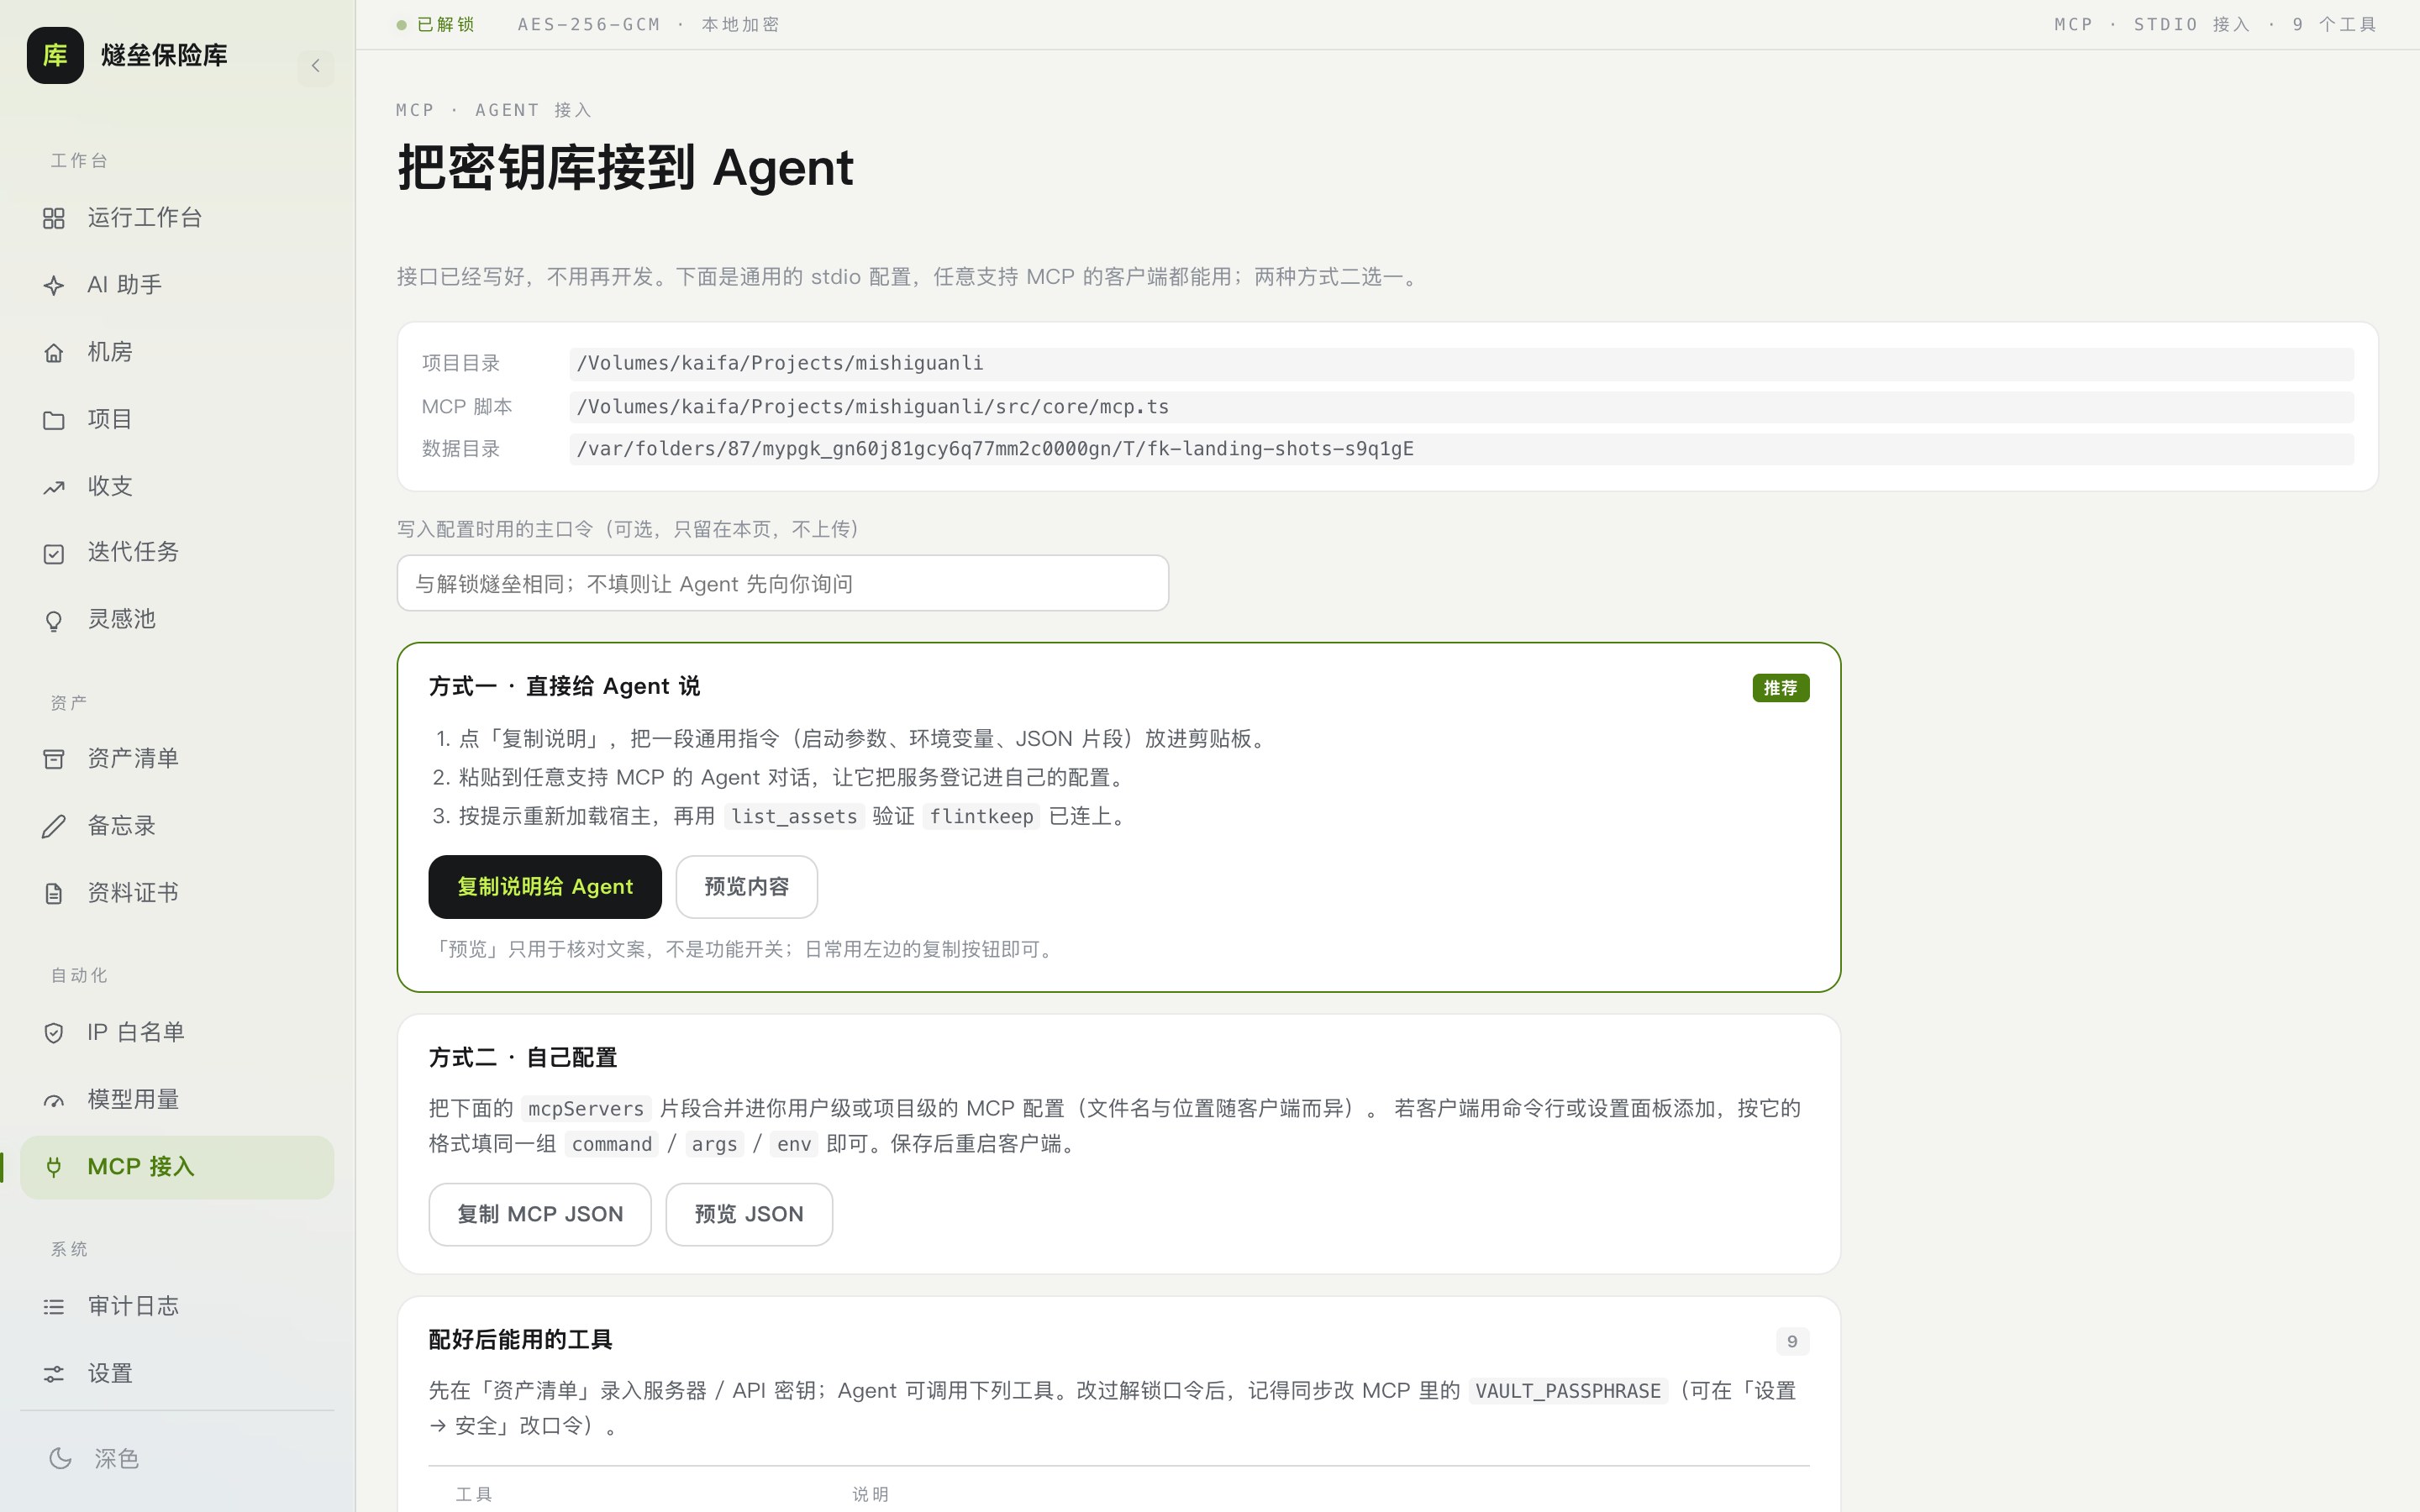 库 燧垒保险库
工作台
运行工作台
AI 助手
机房
项目
收支
迭代任务
灵感池
资产
资产清单
备忘录
资料证书
自动化
IP 白名单
模型用量
MCP 接入
系统
审计日志
设置
深色
已解锁 AES-256-GCM · 本地加密
MCP · STDIO 接入 · 9 个工具
MCP · AGENT 接入
把密钥库接到 Agent
接口已经写好，不用再开发。下面是通用的 stdio 配置，任意支持 MCP 的客户端都能用；两种方式二选一。
项目目录 /Volumes/kaifa/Projects/mishiguanli
MCP 脚本 /Volumes/kaifa/Projects/mishiguanli/src/core/mcp.ts
数据目录 /var/folders/87/mypgk_gn60j81gcy6q77mm2c0000gn/T/fk-landing-shots-s9q1gE
写入配置时用的主口令（可选，只留在本页，不上传）
与解锁燧垒相同；不填则让 Agent 先向你询问
方式一 · 直接给 Agent 说 推荐
1. 点「复制说明」，把一段通用指令（启动参数、环境变量、JSON 片段）放进剪贴板。
2. 粘贴到任意支持 MCP 的 Agent 对话，让它把服务登记进自己的配置。
3. 按提示重新加载宿主，再用 list_assets 验证 flintkeep 已连上。
复制说明给 Agent 预览内容
「预览」只用于核对文案，不是功能开关；日常用左边的复制按钮即可。
方式二 · 自己配置
把下面的 mcpServers 片段合并进你用户级或项目级的 MCP 配置（文件名与位置随客户端而异）。 若客户端用命令行或设置面板添加，按它的
格式填同一组 command / args / env 即可。保存后重启客户端。
复制 MCP JSON 预览 JSON
配好后能用的工具 9
先在「资产清单」录入服务器 / API 密钥；Agent 可调用下列工具。改过解锁口令后，记得同步改 MCP 里的 VAULT_PASSPHRASE（可在「设置
→ 安全」改口令）。
工具 说明